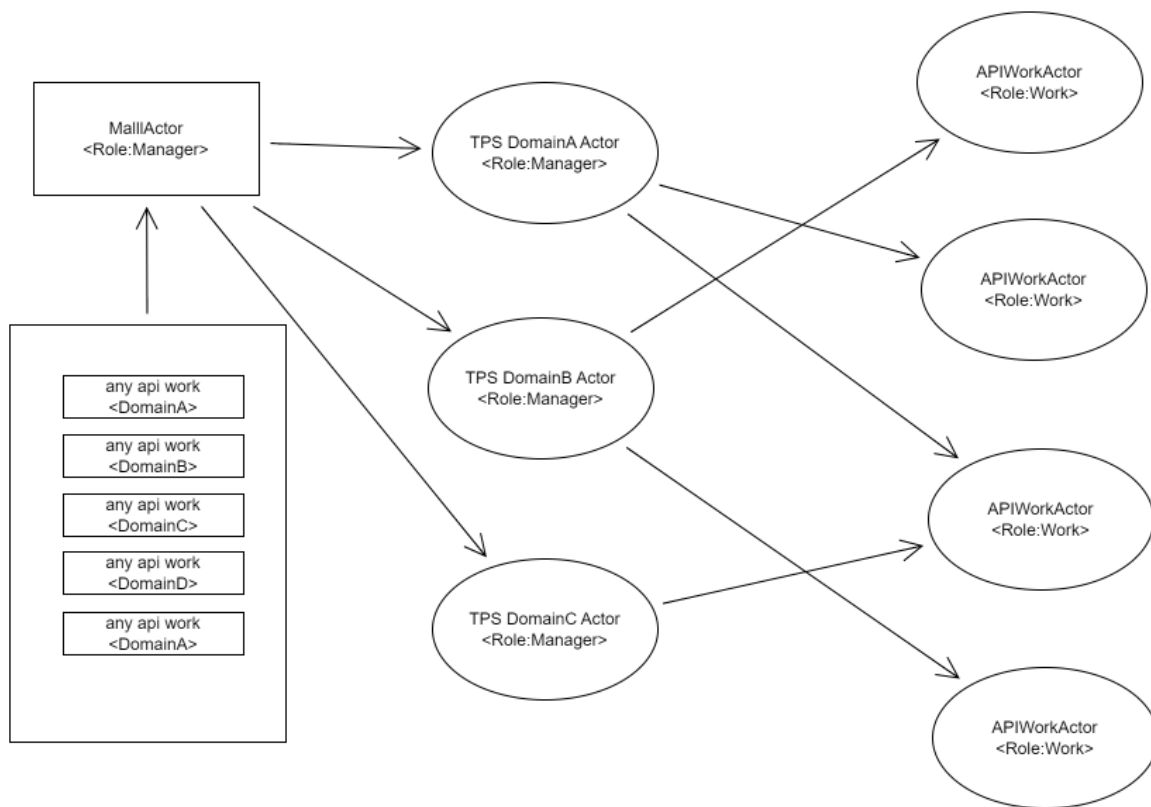 MalllActor
<Role:Manager>
any api work
<DomainA>
any api work
<DomainB>
any api work
<DomainC>
any api work
<DomainD>
any api work
<DomainA>
TPS DomainA Actor
<Role:Manager>
TPS DomainB Actor
<Role:Manager>
TPS DomainC Actor
<Role:Manager>
APIWorkActor
<Role:Work>
APIWorkActor
<Role:Work>
APIWorkActor
<Role:Work>
APIWorkActor
<Role:Work>